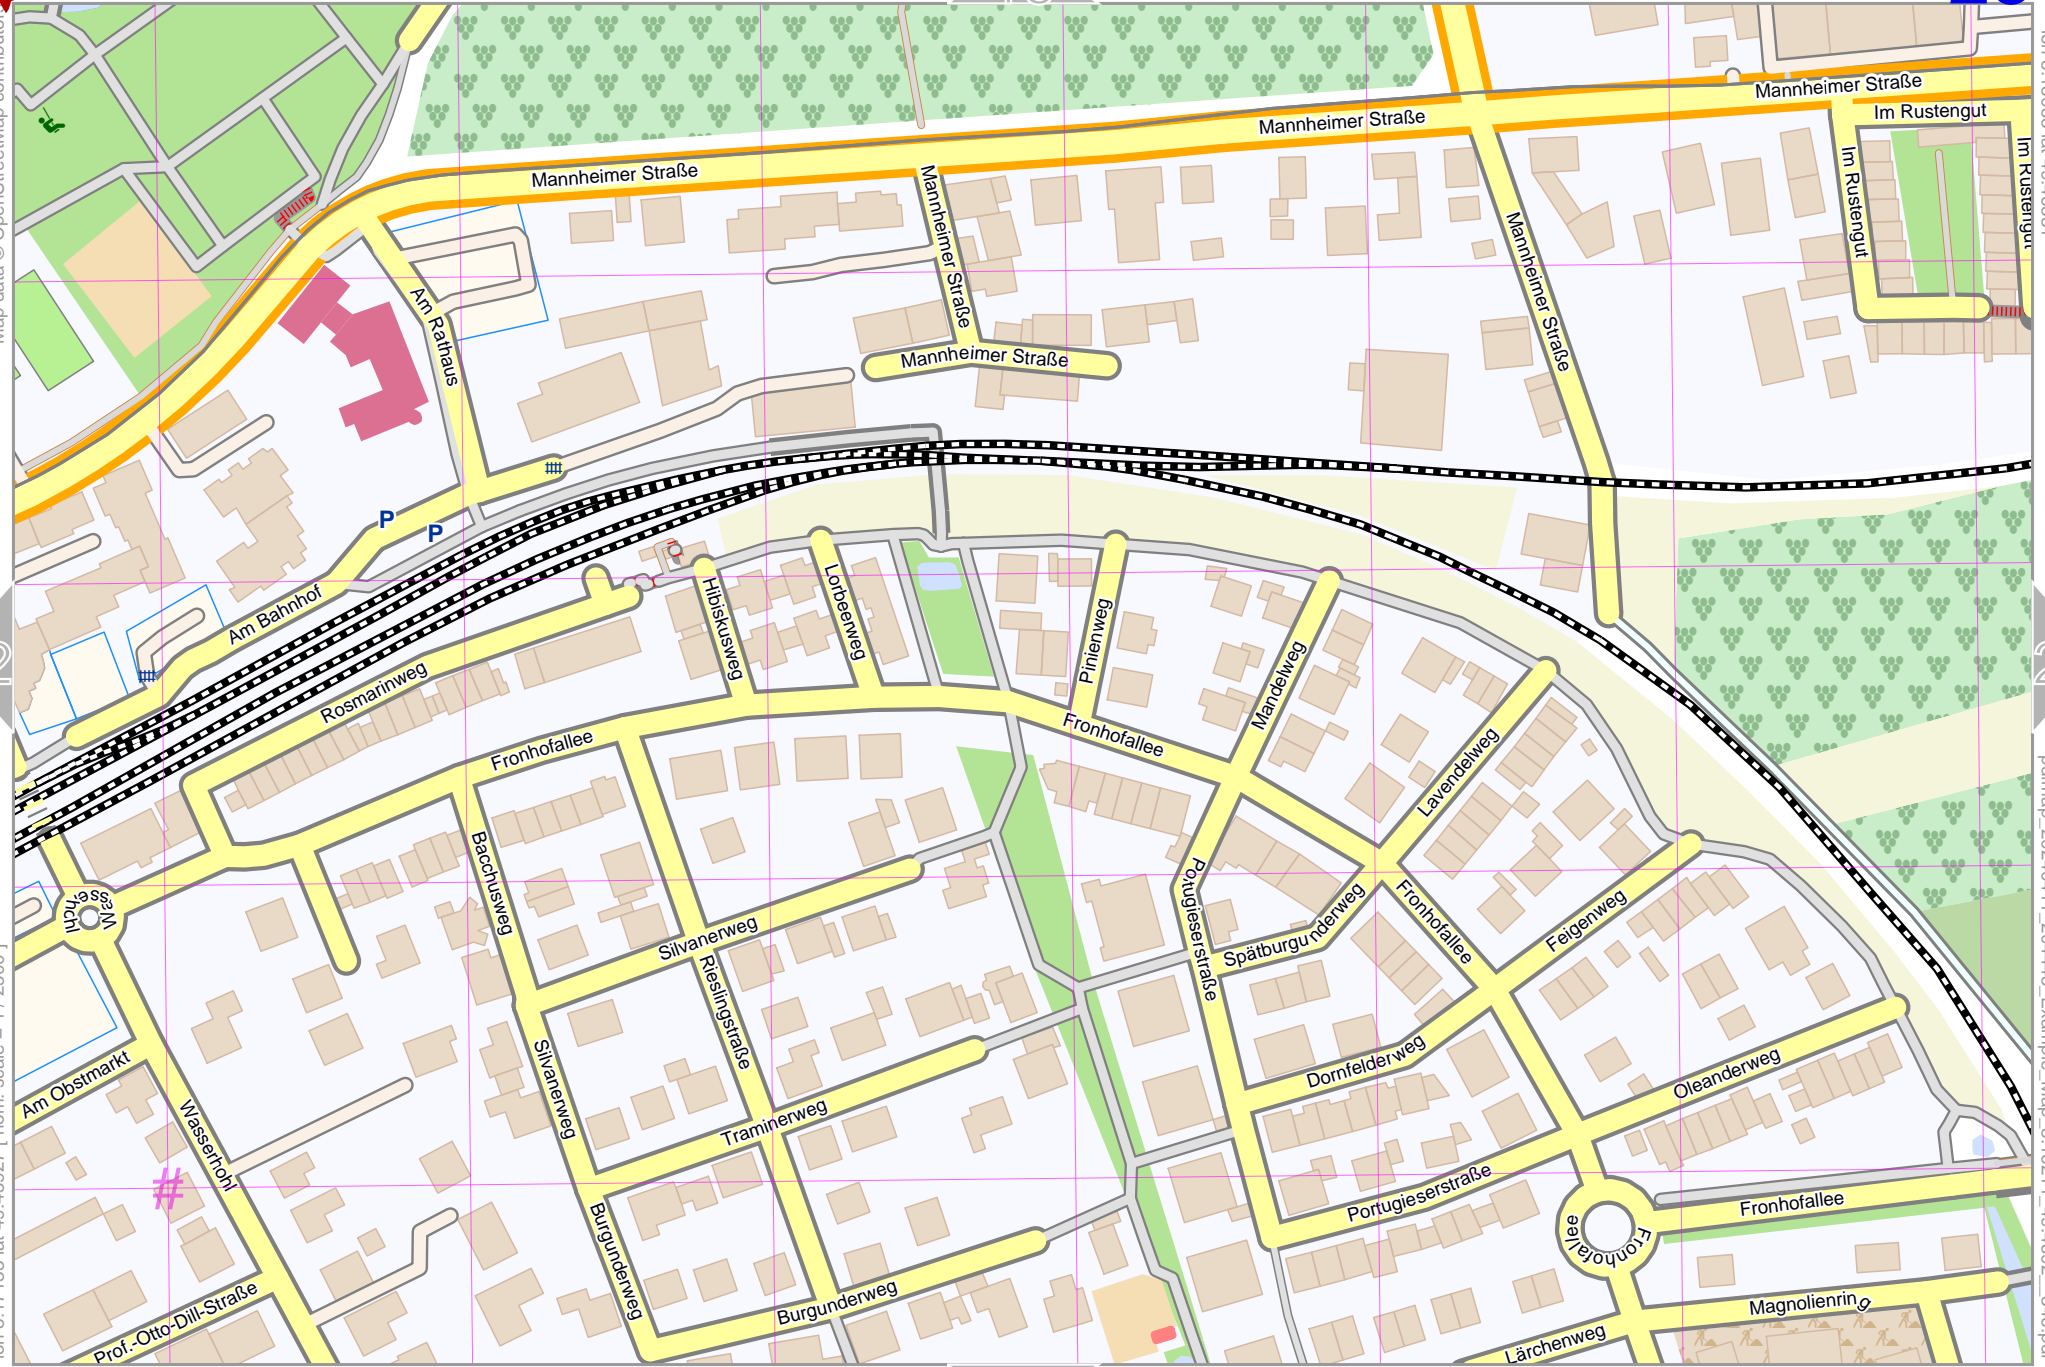 Mannheimer Straße
Im Rustengut
Mannheimer Straße
Mannheimer Straße
Im Rustengut
Im Rustengut
Mannheimer Straße
Mannheimer Straße
Am Rathaus
Mannheimer Straße
P
P
Am Bahnhof
Hibiskusweg
Lorbeerweg
Pinienweg
Mandelweg
Rosmarinweg
Fronhofallee
Fronhofallee
Lavendelweg
Bacchusweg
Portugieserstraße
Spätburgunderweg
Fronhofallee
Feigenweg
Wasserhohl
Silvanerweg
Rieslingstraße
Silvanerweg
Dornfelderweg
Oleanderweg
Am Obstmarkt
Wasserhohl
Traminerweg
#
Portugieserstraße
Fronhofallee
Fronhofallee
Fronhofallee
Burgunderweg
Burgunderweg
Magnolienring
Prof.-Otto-Dill-Straße
Lärchenweg